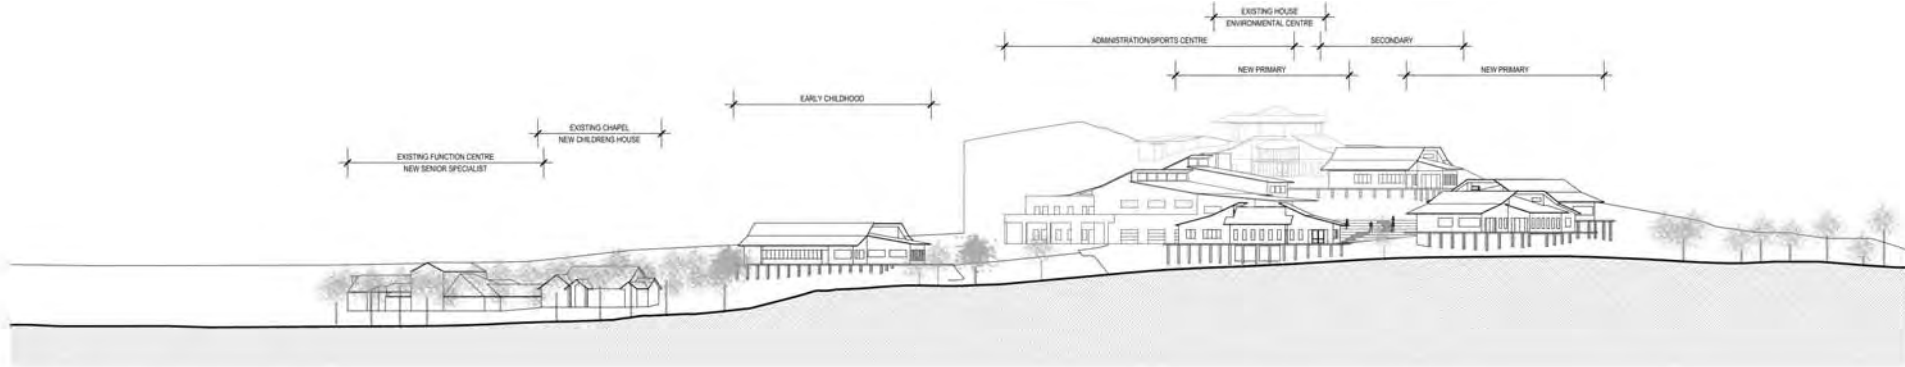 EXISTING HOUSE
ENVIRONMENTAL CENTRE
ADMINISTRATION/SPORTS CENTRE
SECONDARY
NEW PRIMARY
NEW PRIMARY
EARLY CHILDHOOD
EXISTING CHAPEL
NEW CHILDRENS HOUSE
EXISTING FUNCTION CENTRE
NEW SENIOR SPECIALIST